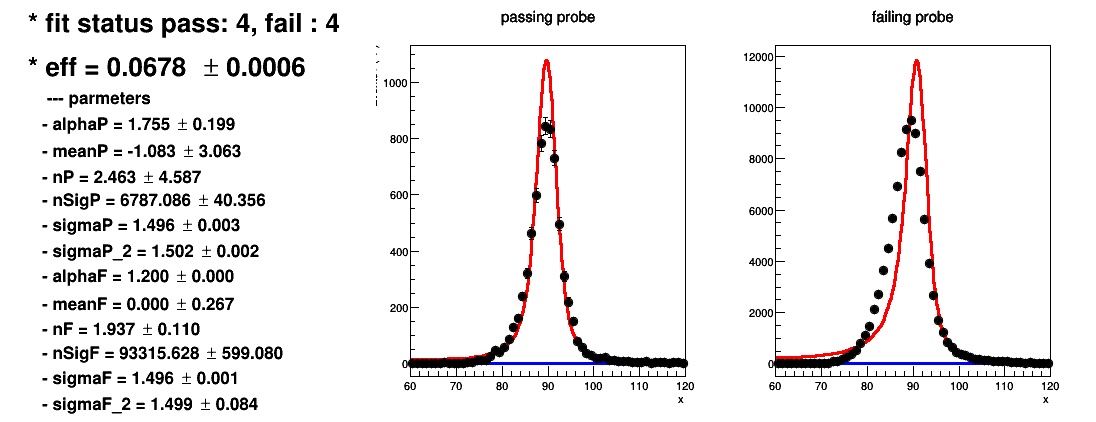 * fit status pass: 4, fail : 4
* eff = 0.0678 ± 0.0006
--- parmeters
- alphaP = 1.755 ± 0.199
- meanP = -1.083 ± 3.063
- nP = 2.463 ± 4.587
- nSigP = 6787.086 ± 40.356
- sigmaP = 1.496 ± 0.003
- sigmaP_2 = 1.502 ± 0.002
- alphaF = 1.200 ± 0.000
- meanF = 0.000 ± 0.267
- nF = 1.937 ± 0.110
- nSigF = 93315.628 ± 599.080
- sigmaF = 1.496 ± 0.001
- sigmaF_2 = 1.499 ± 0.084
passing probe
1000
800
600
400
200
0
60 70 80 90 100 110 120
x
failing probe
12000
10000
8000
6000
4000
2000
0
60 70 80 90 100 110 120
x